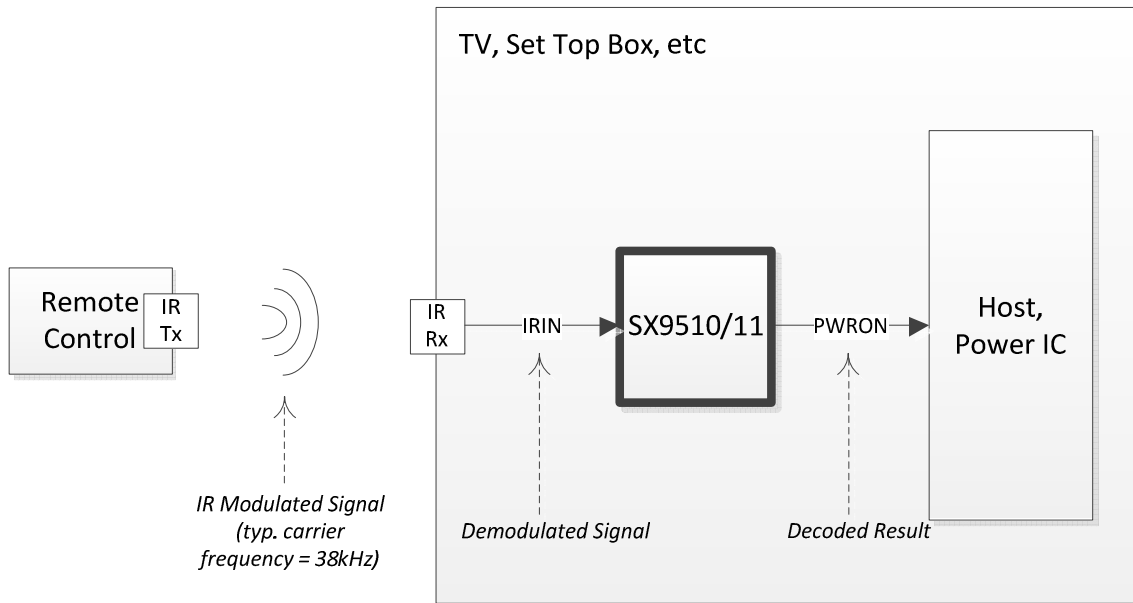 TV, Set Top Box, etc
Remote
Control
IR
Tx
IR
Rx
IRIN
SX9510/11
PWRON
Host,
Power IC
IR Modulated Signal
(typ. carrier
frequency = 38kHz)
Demodulated Signal
Decoded Result